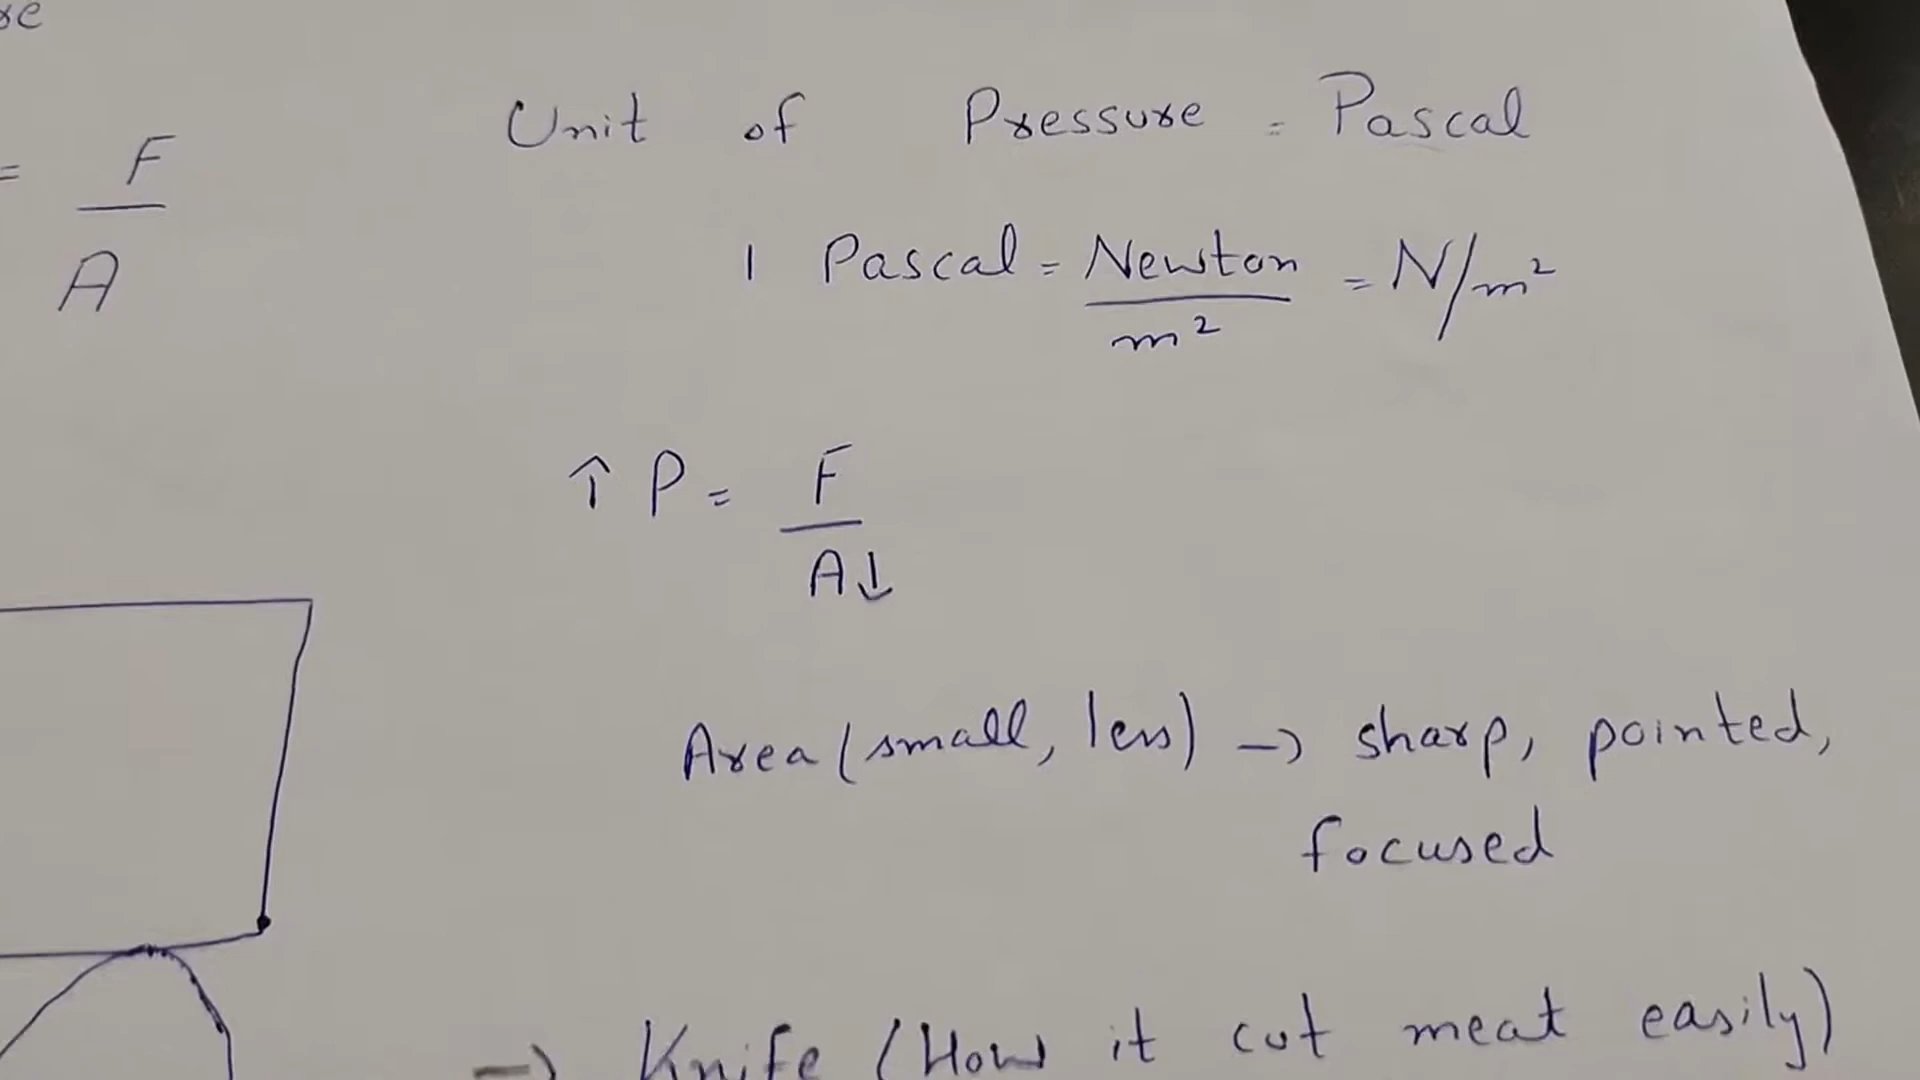 Unit of Pressure = Pascal
= F
A
1 Pascal = Newton = N/m²
m²
↑ P = F
A↓
Area (small, less) → sharp, pointed,
focused
→ Knife (How it cut meat easily)